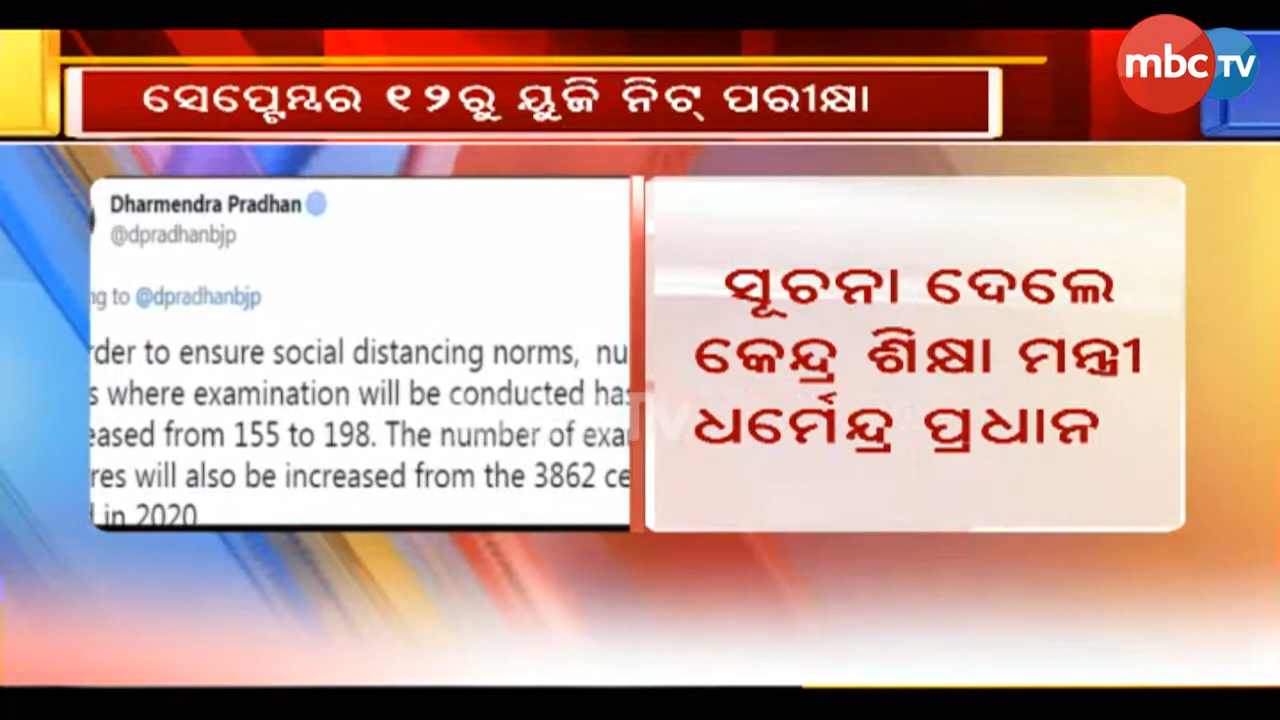 mbc TV
ସେପ୍ଟେମ୍ବର ୧୨ରୁ ୟୁଜି ନିଟ୍ ପରୀକ୍ଷା
Dharmendra Pradhan
@dpradhanbjp
to @dpradhanbjp
to ensure social distancing norms,
where examination will be conducted
from 155 to 198. The number of
will also be increased from the 3862
in 2020
ସୂଚନା ଦେଲେ
କେନ୍ଦ୍ର ଶିକ୍ଷା ମନ୍ତ୍ରୀ
ଧର୍ମେନ୍ଦ୍ର ପ୍ରଧାନ